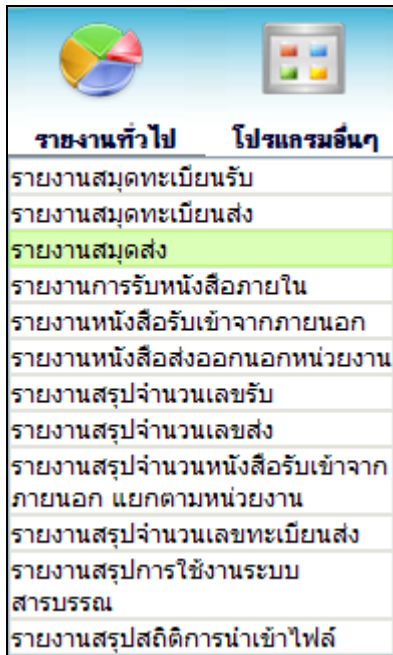 รายงานทั่วไป โปรแกรมอื่นๆ
รายงานสมุดทะเบียนรับ
รายงานสมุดทะเบียนส่ง
รายงานสมุดส่ง
รายงานการรับหนังสือภายใน
รายงานหนังสือรับเข้าจากภายนอก
รายงานหนังสือส่งออกนอกหน่วยงาน
รายงานสรุปจำนวนเลขรับ
รายงานสรุปจำนวนเลขส่ง
รายงานสรุปจำนวนหนังสือรับเข้าจาก
ภายนอก แยกตามหน่วยงาน
รายงานสรุปจำนวนเลขทะเบียนส่ง
รายงานสรุปการใช้งานระบบ
สารบรรณ
รายงานสรุปสถิติการนำเข้าไฟล์